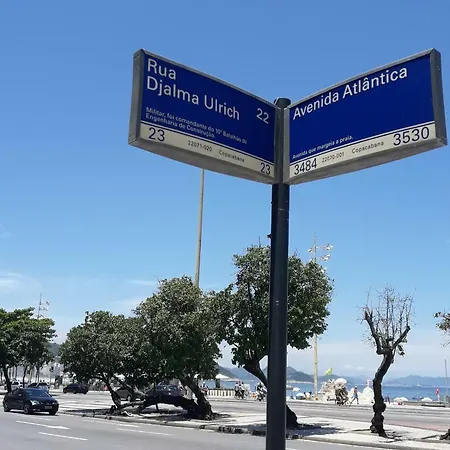 Rua
Djalma Ulrich 22
Militar, foi comandante do 10º Batalhão de
Engenharia de Construção.
23 22071-020 Copacabana 23
Avenida Atlântica
Avenida que margeia a praia.
3484 22070-001 Copacabana 3530